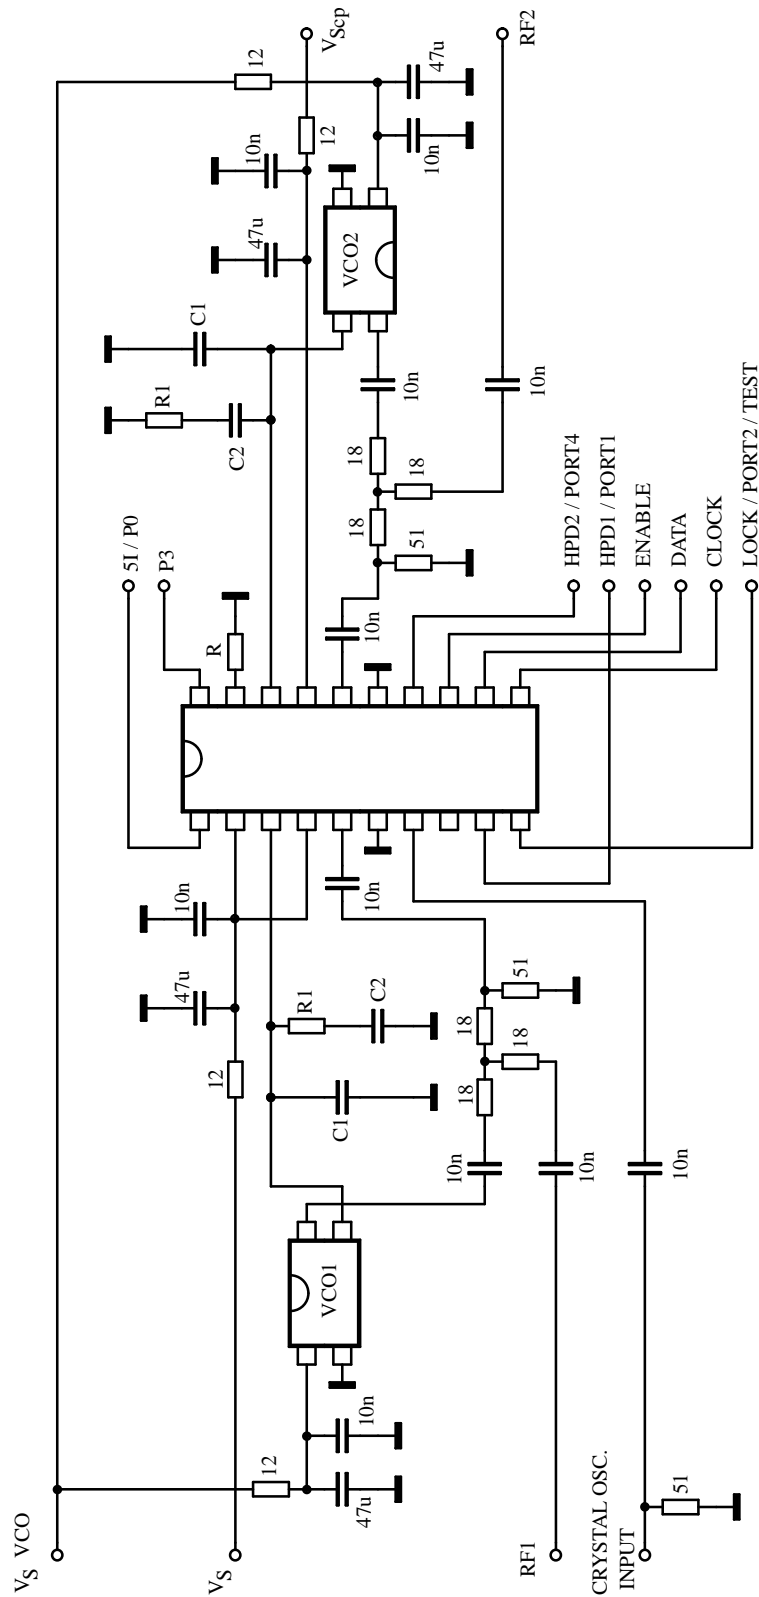 V_S VCO
V_S
RF1
CRYSTAL OSC.
INPUT
12
47u
10n
51
VCO1
10n
10n
10n
12
C1
R1
C2
18
18
18
51
47u
10n
10n
5I / P0
P3
R
10n
HPD2 / PORT4
HPD1 / PORT1
ENABLE
DATA
CLOCK
LOCK / PORT2 / TEST
R1
C2
C1
18
51
18
18
10n
10n
47u
10n
VCO2
12
12
10n
47u
V_Scp
RF2